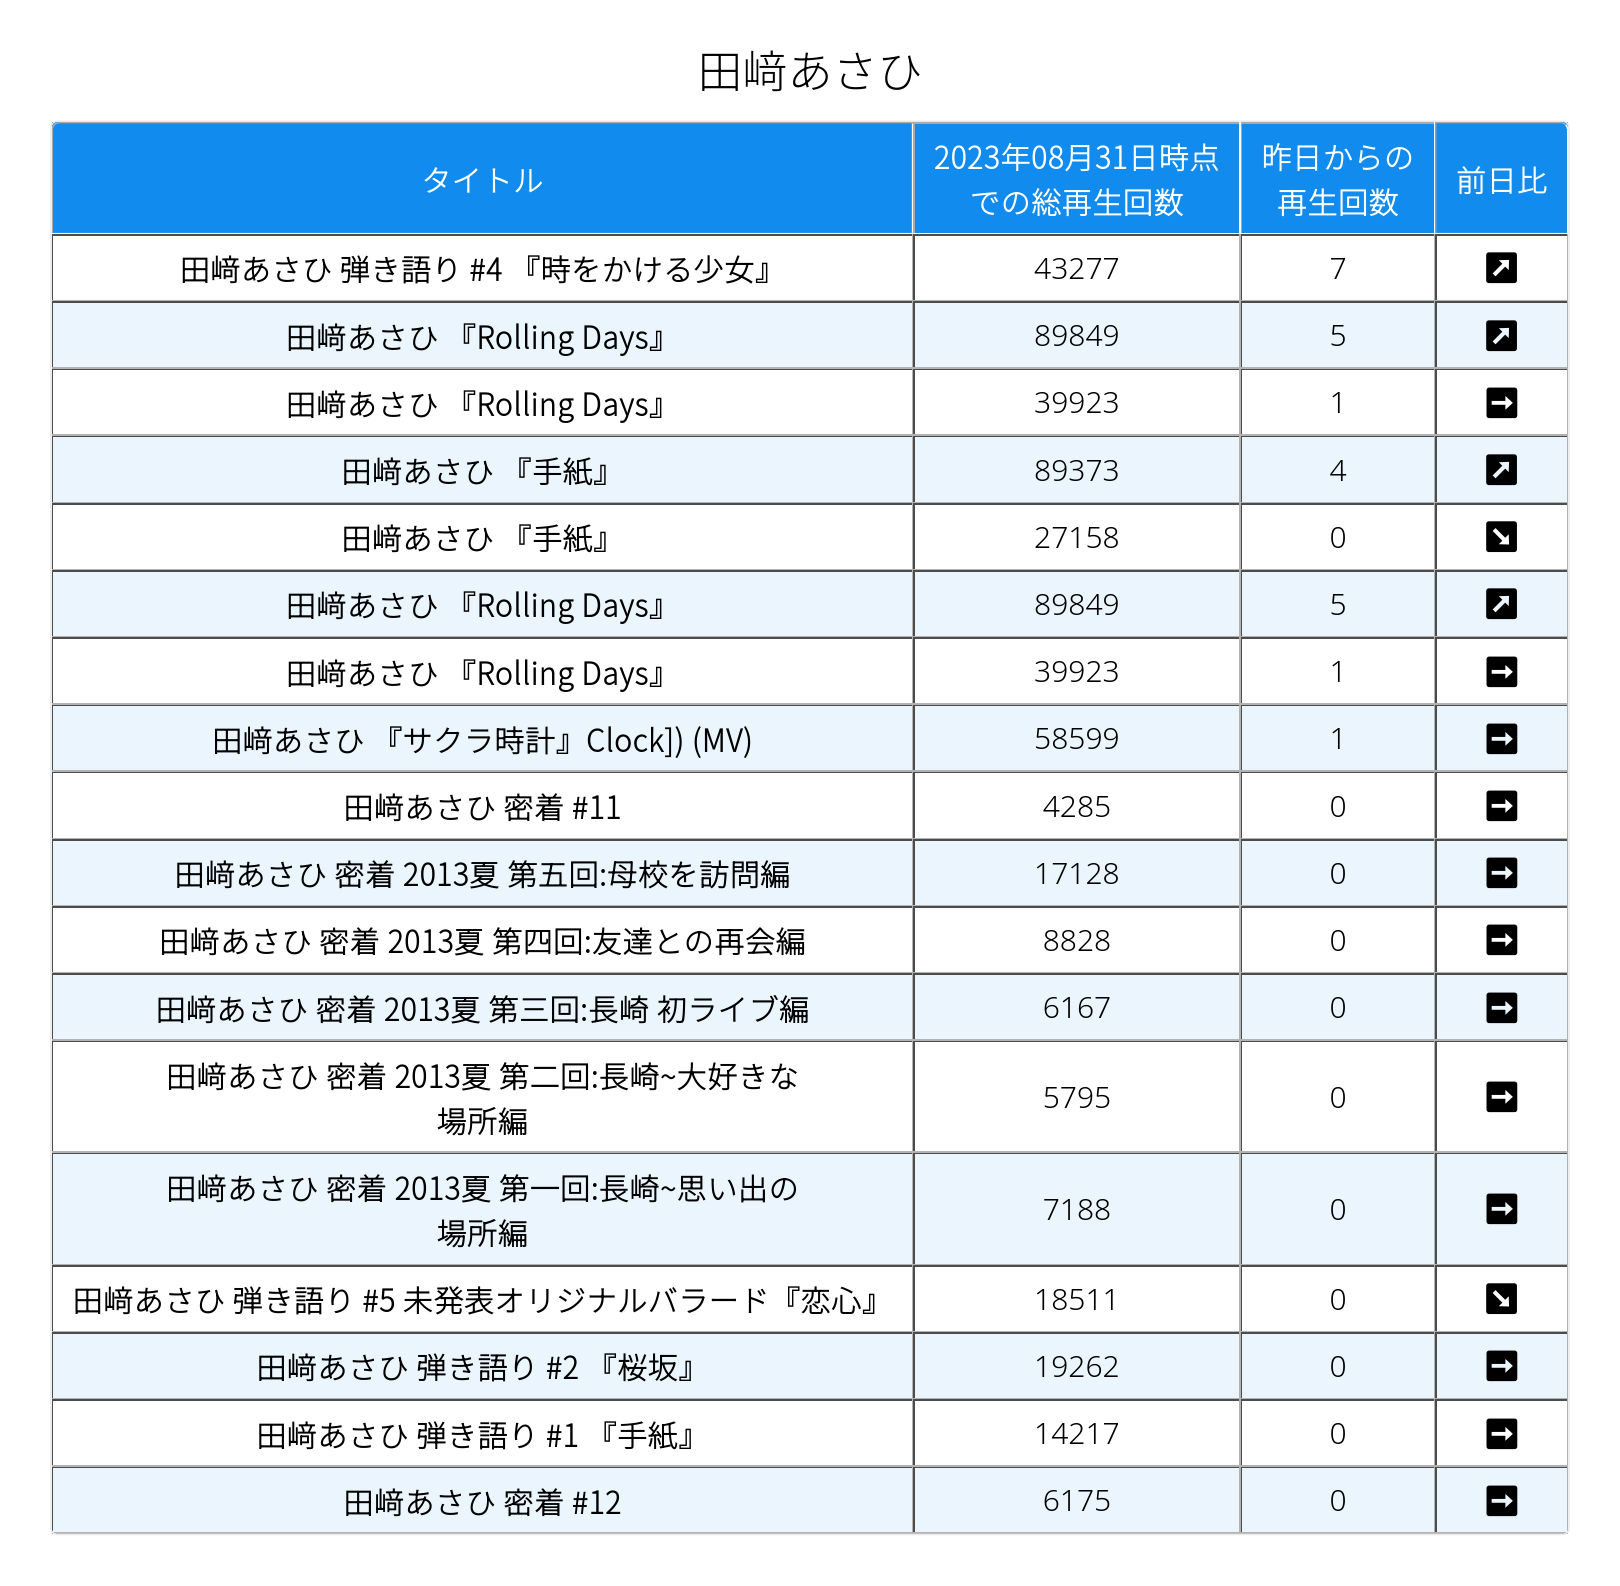 田﨑あさひ
タイトル
2023年08月31日時点
での総再生回数
昨日からの
再生回数
前日比
田﨑あさひ 弾き語り #4 『時をかける少女』 43277 7
田﨑あさひ 『Rolling Days』 89849 5
田﨑あさひ 『Rolling Days』 39923 1
田﨑あさひ 『手紙』 89373 4
田﨑あさひ 『手紙』 27158 0
田﨑あさひ 『Rolling Days』 89849 5
田﨑あさひ 『Rolling Days』 39923 1
田﨑あさひ 『サクラ時計』Clock]) (MV) 58599 1
田﨑あさひ 密着 #11 4285 0
田﨑あさひ 密着 2013夏 第五回:母校を訪問編 17128 0
田﨑あさひ 密着 2013夏 第四回:友達との再会編 8828 0
田﨑あさひ 密着 2013夏 第三回:長崎 初ライブ編 6167 0
田﨑あさひ 密着 2013夏 第二回:長崎~大好きな
場所編
5795 0
田﨑あさひ 密着 2013夏 第一回:長崎~思い出の
場所編
7188 0
田﨑あさひ 弾き語り #5 未発表オリジナルバラード『恋心』 18511 0
田﨑あさひ 弾き語り #2 『桜坂』 19262 0
田﨑あさひ 弾き語り #1 『手紙』 14217 0
田﨑あさひ 密着 #12 6175 0